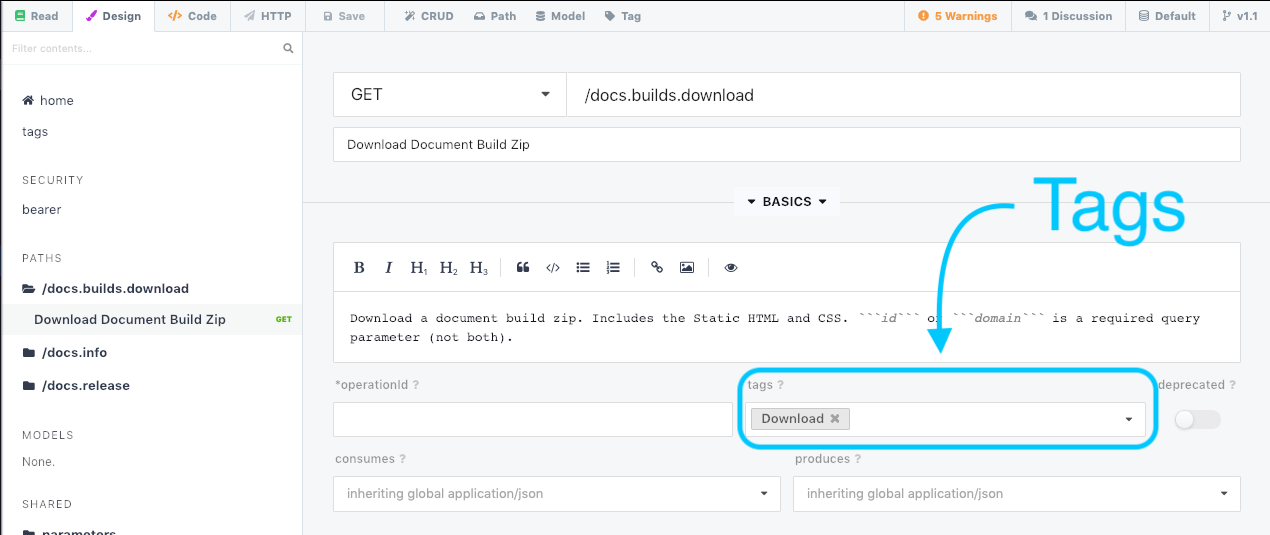 Read Design Code HTTP Save CRUD Path Model Tag 5 Warnings 1 Discussion Default v1.1
Filter contents...
home
tags
SECURITY
bearer
PATHS
/docs.builds.download
Download Document Build Zip GET
/docs.info
/docs.release
MODELS
None.
SHARED
parameters
GET /docs.builds.download
Download Document Build Zip
BASICS
Tags
B I H1 H2 H3
Download a document build zip. Includes the Static HTML and CSS. ```id``` or ```domain``` is a required query
parameter (not both).
*operationId ? tags ? deprecated ?
Download
consumes ? produces ?
inheriting global application/json inheriting global application/json